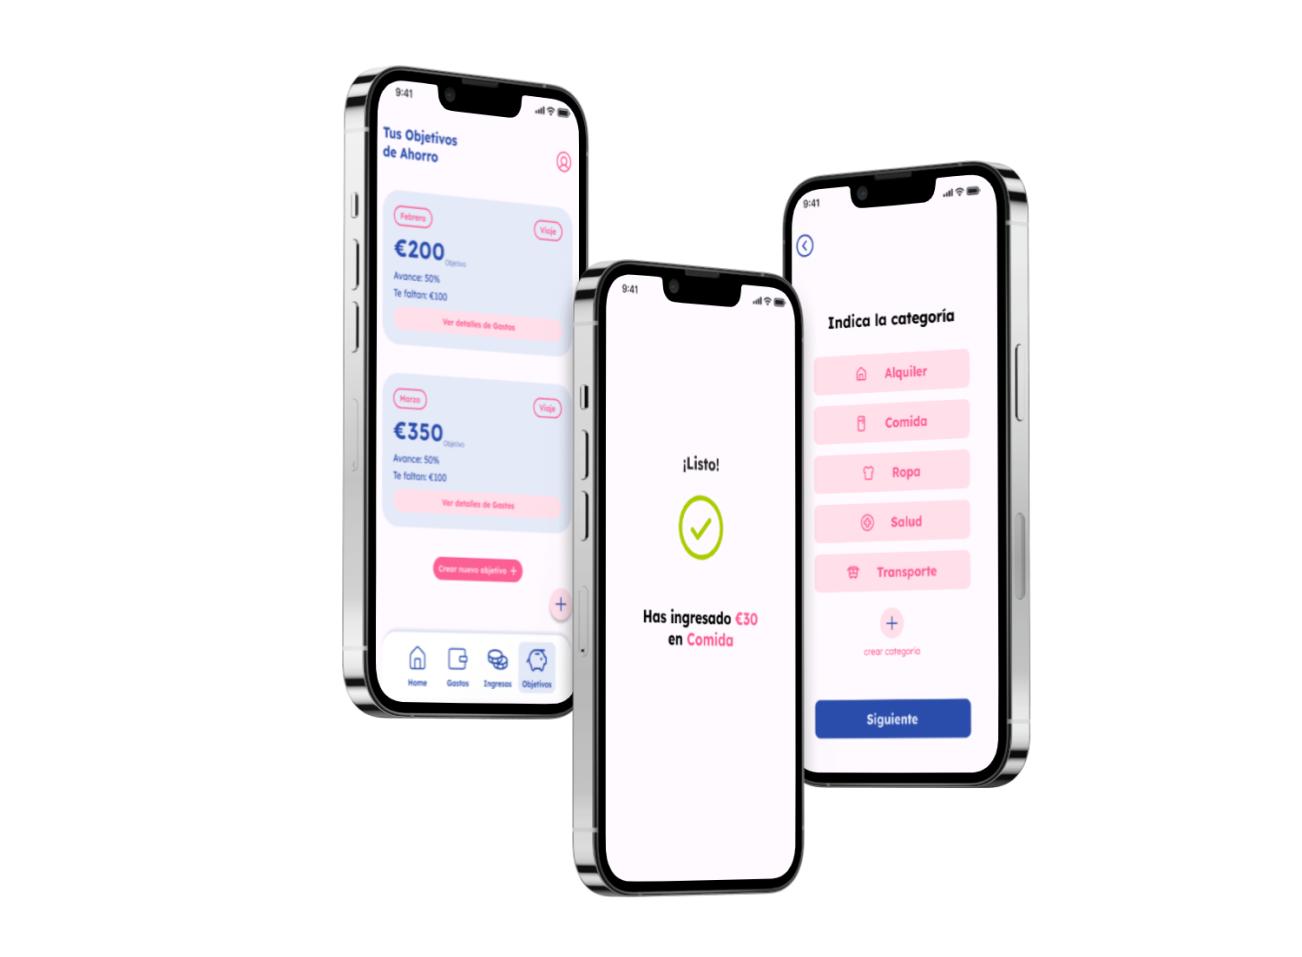 9:41
Tus Objetivos
de Ahorro
Febrero
Viaje
€200
Objetivo
Avance: 50%
Te faltan: €100
Ver detalles de Gastos
Marzo
Viaje
€350
Objetivo
Avance: 50%
Te faltan: €100
Ver detalles de Gastos
Crear nuevo objetivo +
+
Home
Gastos
Ingresos
Objetivos
9:41
¡Listo!
Has ingresado €30
en Comida
9:41
Indica la categoría
Alquiler
Comida
Ropa
Salud
Transporte
+
crear categoría
Siguiente